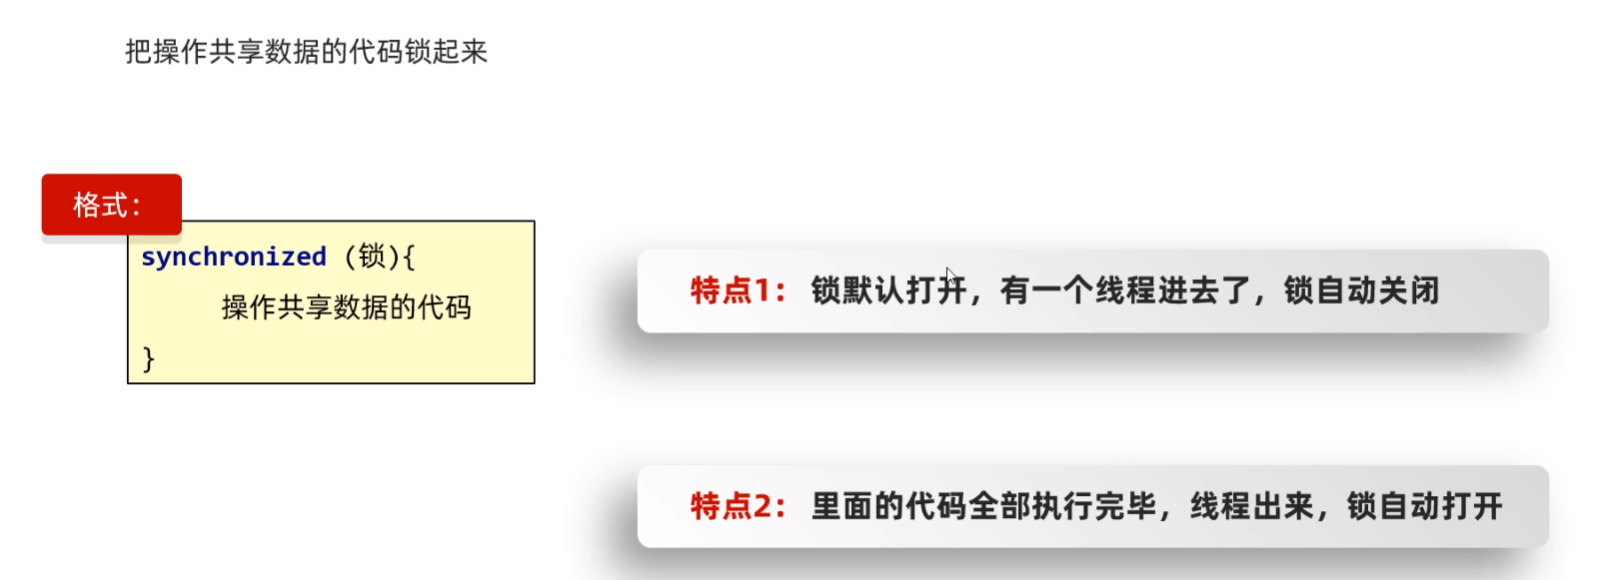 把操作共享数据的代码锁起来
格式：
synchronized (锁){
操作共享数据的代码
}
特点1： 锁默认打开，有一个线程进去了，锁自动关闭
特点2： 里面的代码全部执行完毕，线程出来，锁自动打开